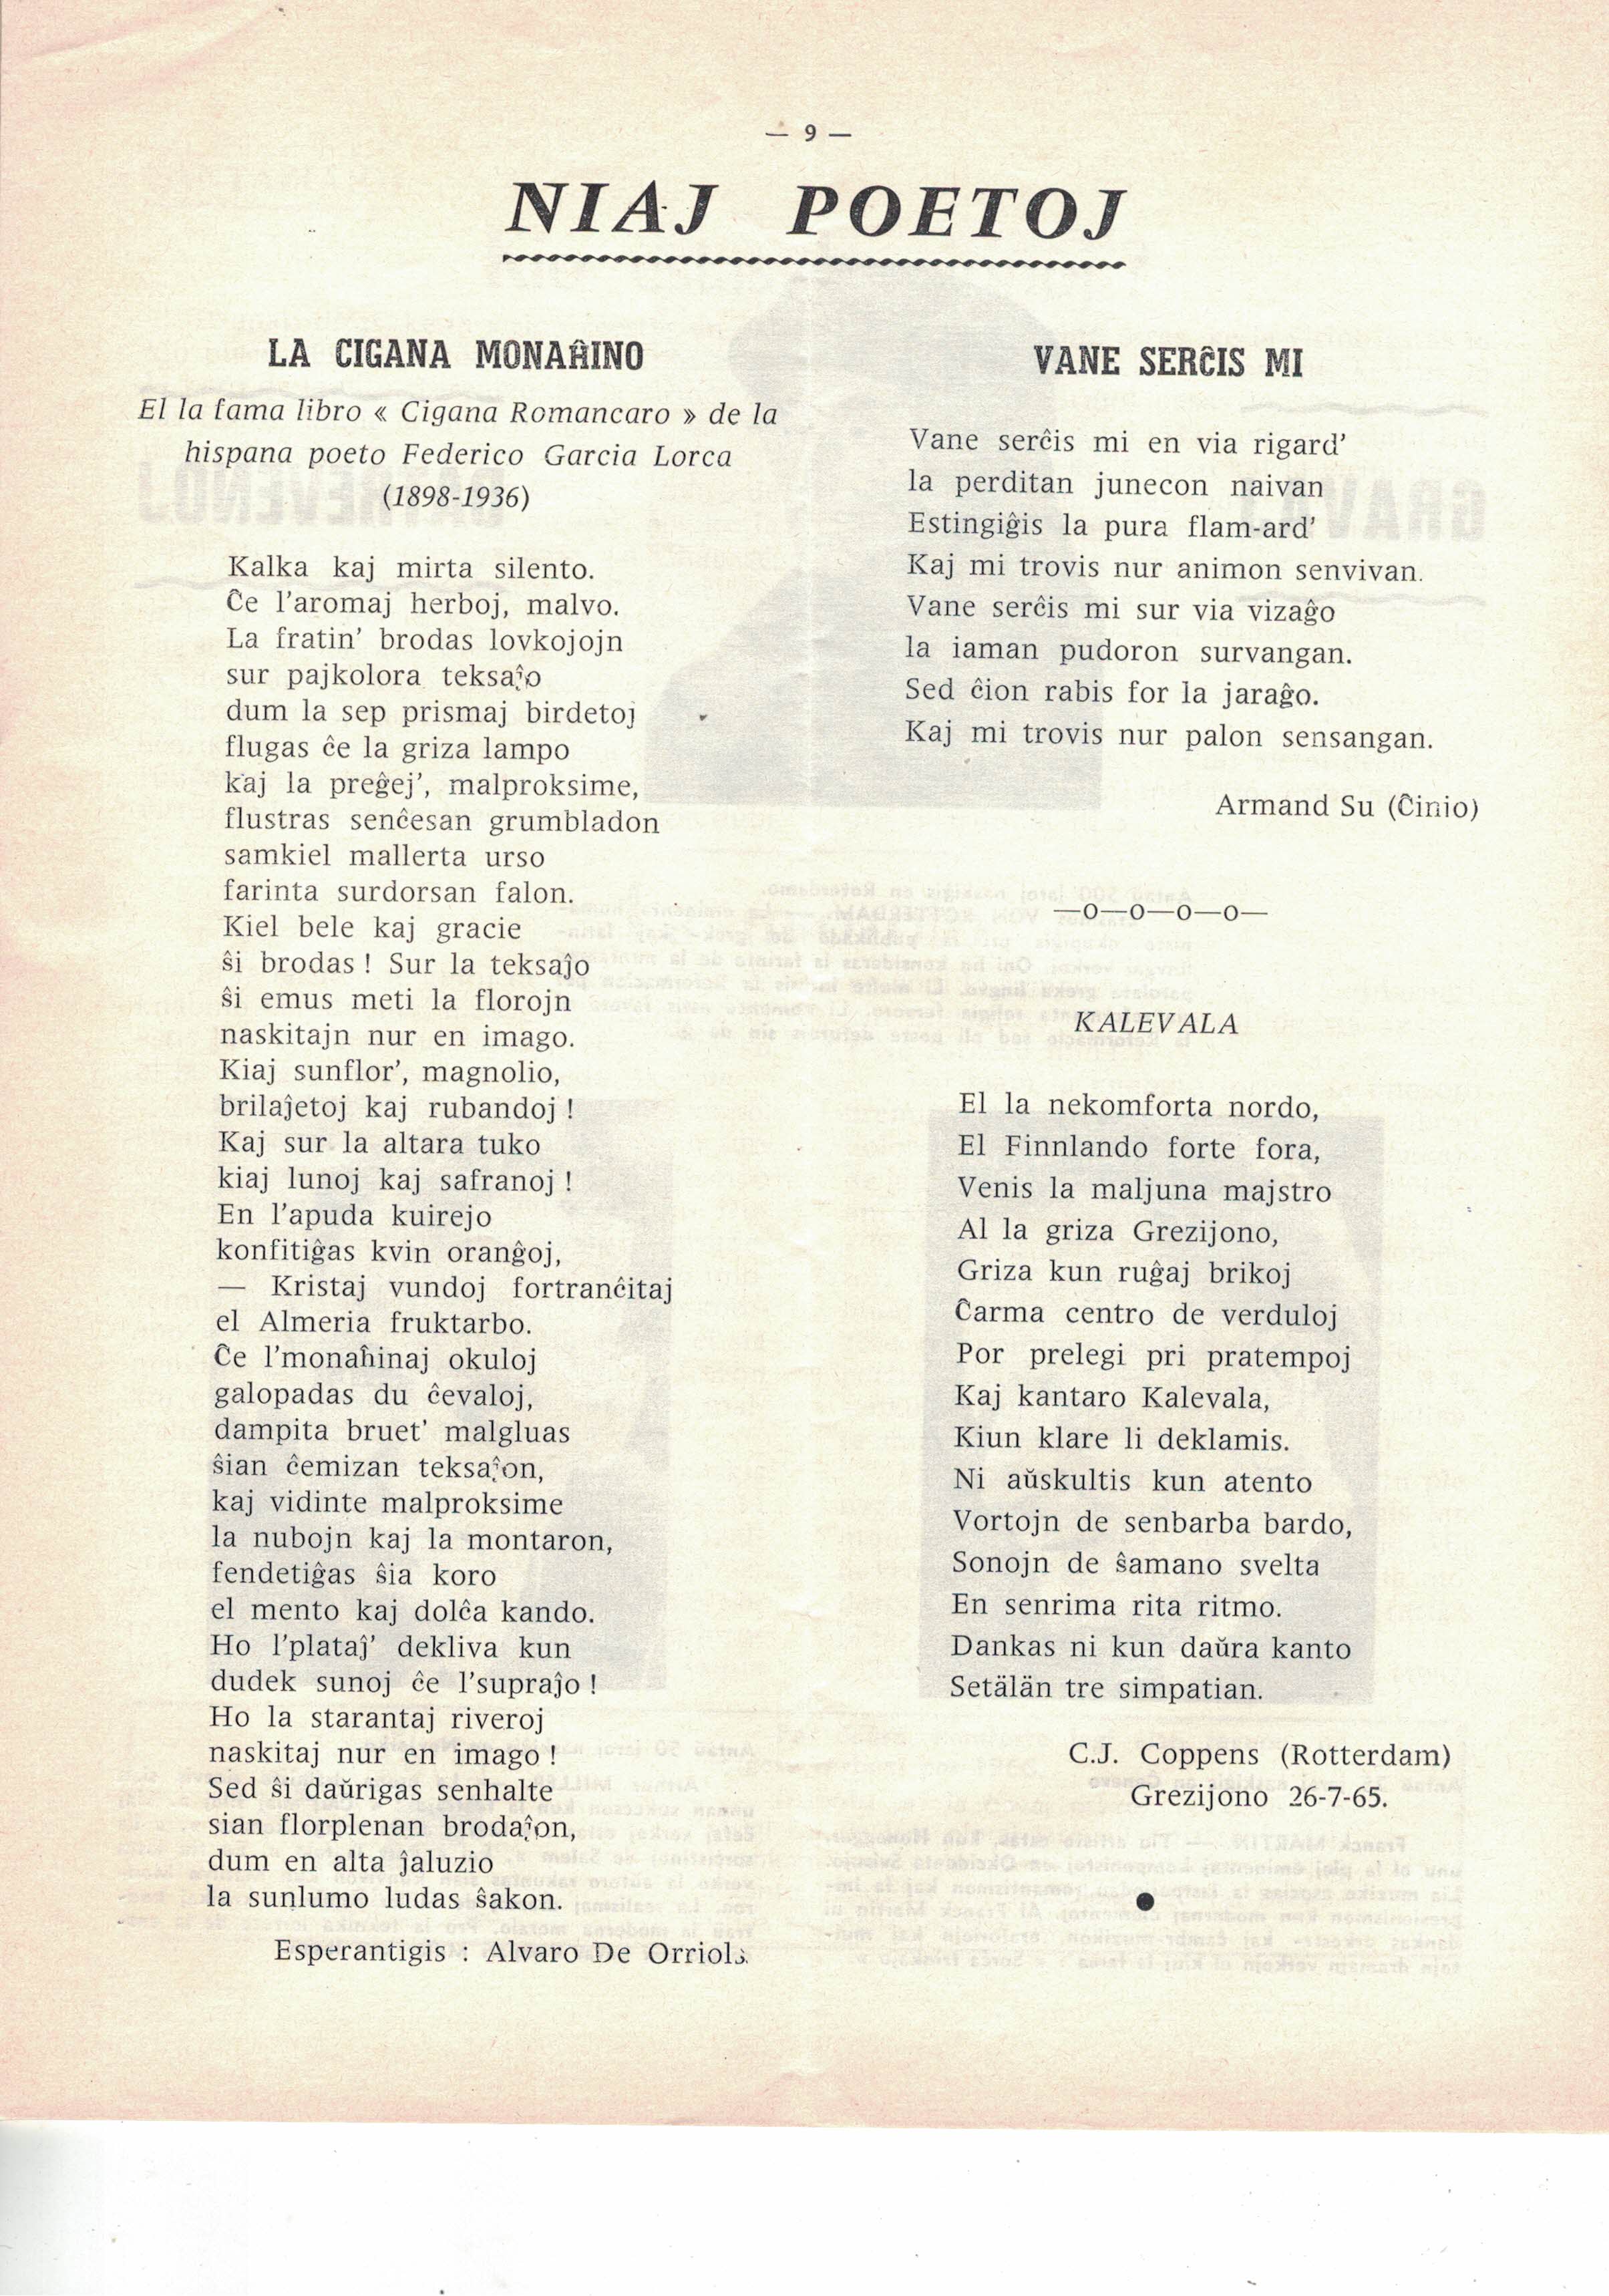 — 9 —
NIAJ POETOJ
LA CIGANA MONAĤINO
El la fama libro « Cigana Romancaro » de la
hispana poeto Federico Garcia Lorca
(1898-1936)
Kalka kaj mirta silento.
Ĉe l'aromaj herboj, malvo.
La fratin' brodas lovkojojn
sur pajkolora teksaĵo
dum la sep prismaj birdetoj
flugas ĉe la griza lampo
kaj la preĝej', malproksime,
flustras senĉesan grumbladon
samkiel mallerta urso
farinta surdorsan falon.
Kiel bele kaj gracie
ŝi brodas ! Sur la teksaĵo
ŝi emus meti la florojn
naskitajn nur en imago.
Kiaj sunflor', magnolio,
brilaĵetoj kaj rubandoj !
Kaj sur la altara tuko
kiaj lunoj kaj safranoj !
En l'apuda kuirejo
konfitiĝas kvin oranĝoj,
— Kristaj vundoj fortranĉitaj
el Almeria fruktarbo.
Ĉe l'monaĥinaj okuloj
galopadas du ĉevaloj,
dampita bruet' malgluas
ŝian ĉemizan teksaĵon,
kaj vidinte malproksime
la nubojn kaj la montaron,
fendetiĝas ŝia koro
el mento kaj dolĉa kando.
Ho l'plataĵ' dekliva kun
dudek sunoj ĉe l'supraĵo !
Ho la starantaj riveroj
naskitaj nur en imago !
Sed ŝi daŭrigas senhalte
sian florplenan brodaĵon,
dum en alta ĵaluzio
la sunlumo ludas ŝakon.
Esperantigis : Alvaro De Orriols.
VANE SERĈIS MI
Vane serĉis mi en via rigard'
la perditan junecon naivan
Estingiĝis la pura flam-ard'
Kaj mi trovis nur animon senvivan.
Vane serĉis mi sur via vizaĝo
la iaman pudoron survangan.
Sed ĉion rabis for la jaraĝo.
Kaj mi trovis nur palon sensangan.
Armand Su (Ĉinio)
—o—o—o—o—
KALEVALA
El la nekomforta nordo,
El Finnlando forte fora,
Venis la maljuna majstro
Al la griza Grezijono,
Griza kun ruĝaj brikoj
Ĉarma centro de verduloj
Por prelegi pri pratempoj
Kaj kantaro Kalevala,
Kiun klare li deklamis.
Ni aŭskultis kun atento
Vortojn de senbarba bardo,
Sonojn de ŝamano svelta
En senrima rita ritmo.
Dankas ni kun daŭra kanto
Setälän tre simpatian.
C.J. Coppens (Rotterdam)
Grezijono 26-7-65.